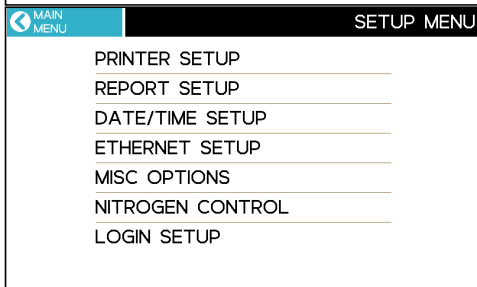 MAIN
MENU
SETUP MENU
PRINTER SETUP
REPORT SETUP
DATE/TIME SETUP
ETHERNET SETUP
MISC OPTIONS
NITROGEN CONTROL
LOGIN SETUP